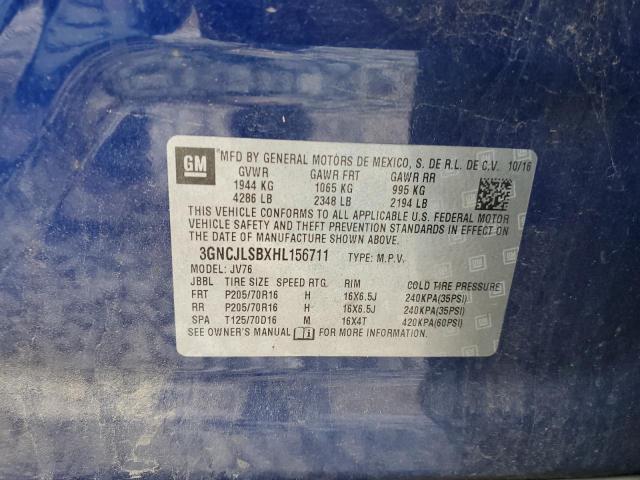 GM
MFD BY GENERAL MOTORS DE MEXICO, S. DE R.L. DE C.V. 10/16
GVWR GAWR FRT GAWR RR
1944 KG 1065 KG 995 KG
4286 LB 2348 LB 2194 LB
THIS VEHICLE CONFORMS TO ALL APPLICABLE U.S. FEDERAL MOTOR
VEHICLE SAFETY AND THEFT PREVENTION STANDARDS IN EFFECT ON
THE DATE OF MANUFACTURE SHOWN ABOVE.
3GNCJLSBXHL156711 TYPE: M.P.V.
MODEL: JV76
JBBL TIRE SIZE SPEED RTG. RIM COLD TIRE PRESSURE
FRT P205/70R16 H 16X6.5J 240KPA(35PSI)
RR P205/70R16 H 16X6.5J 240KPA(35PSI)
SPA T125/70D16 M 16X4T 420KPA(60PSI)
SEE OWNER'S MANUAL FOR MORE INFORMATION.